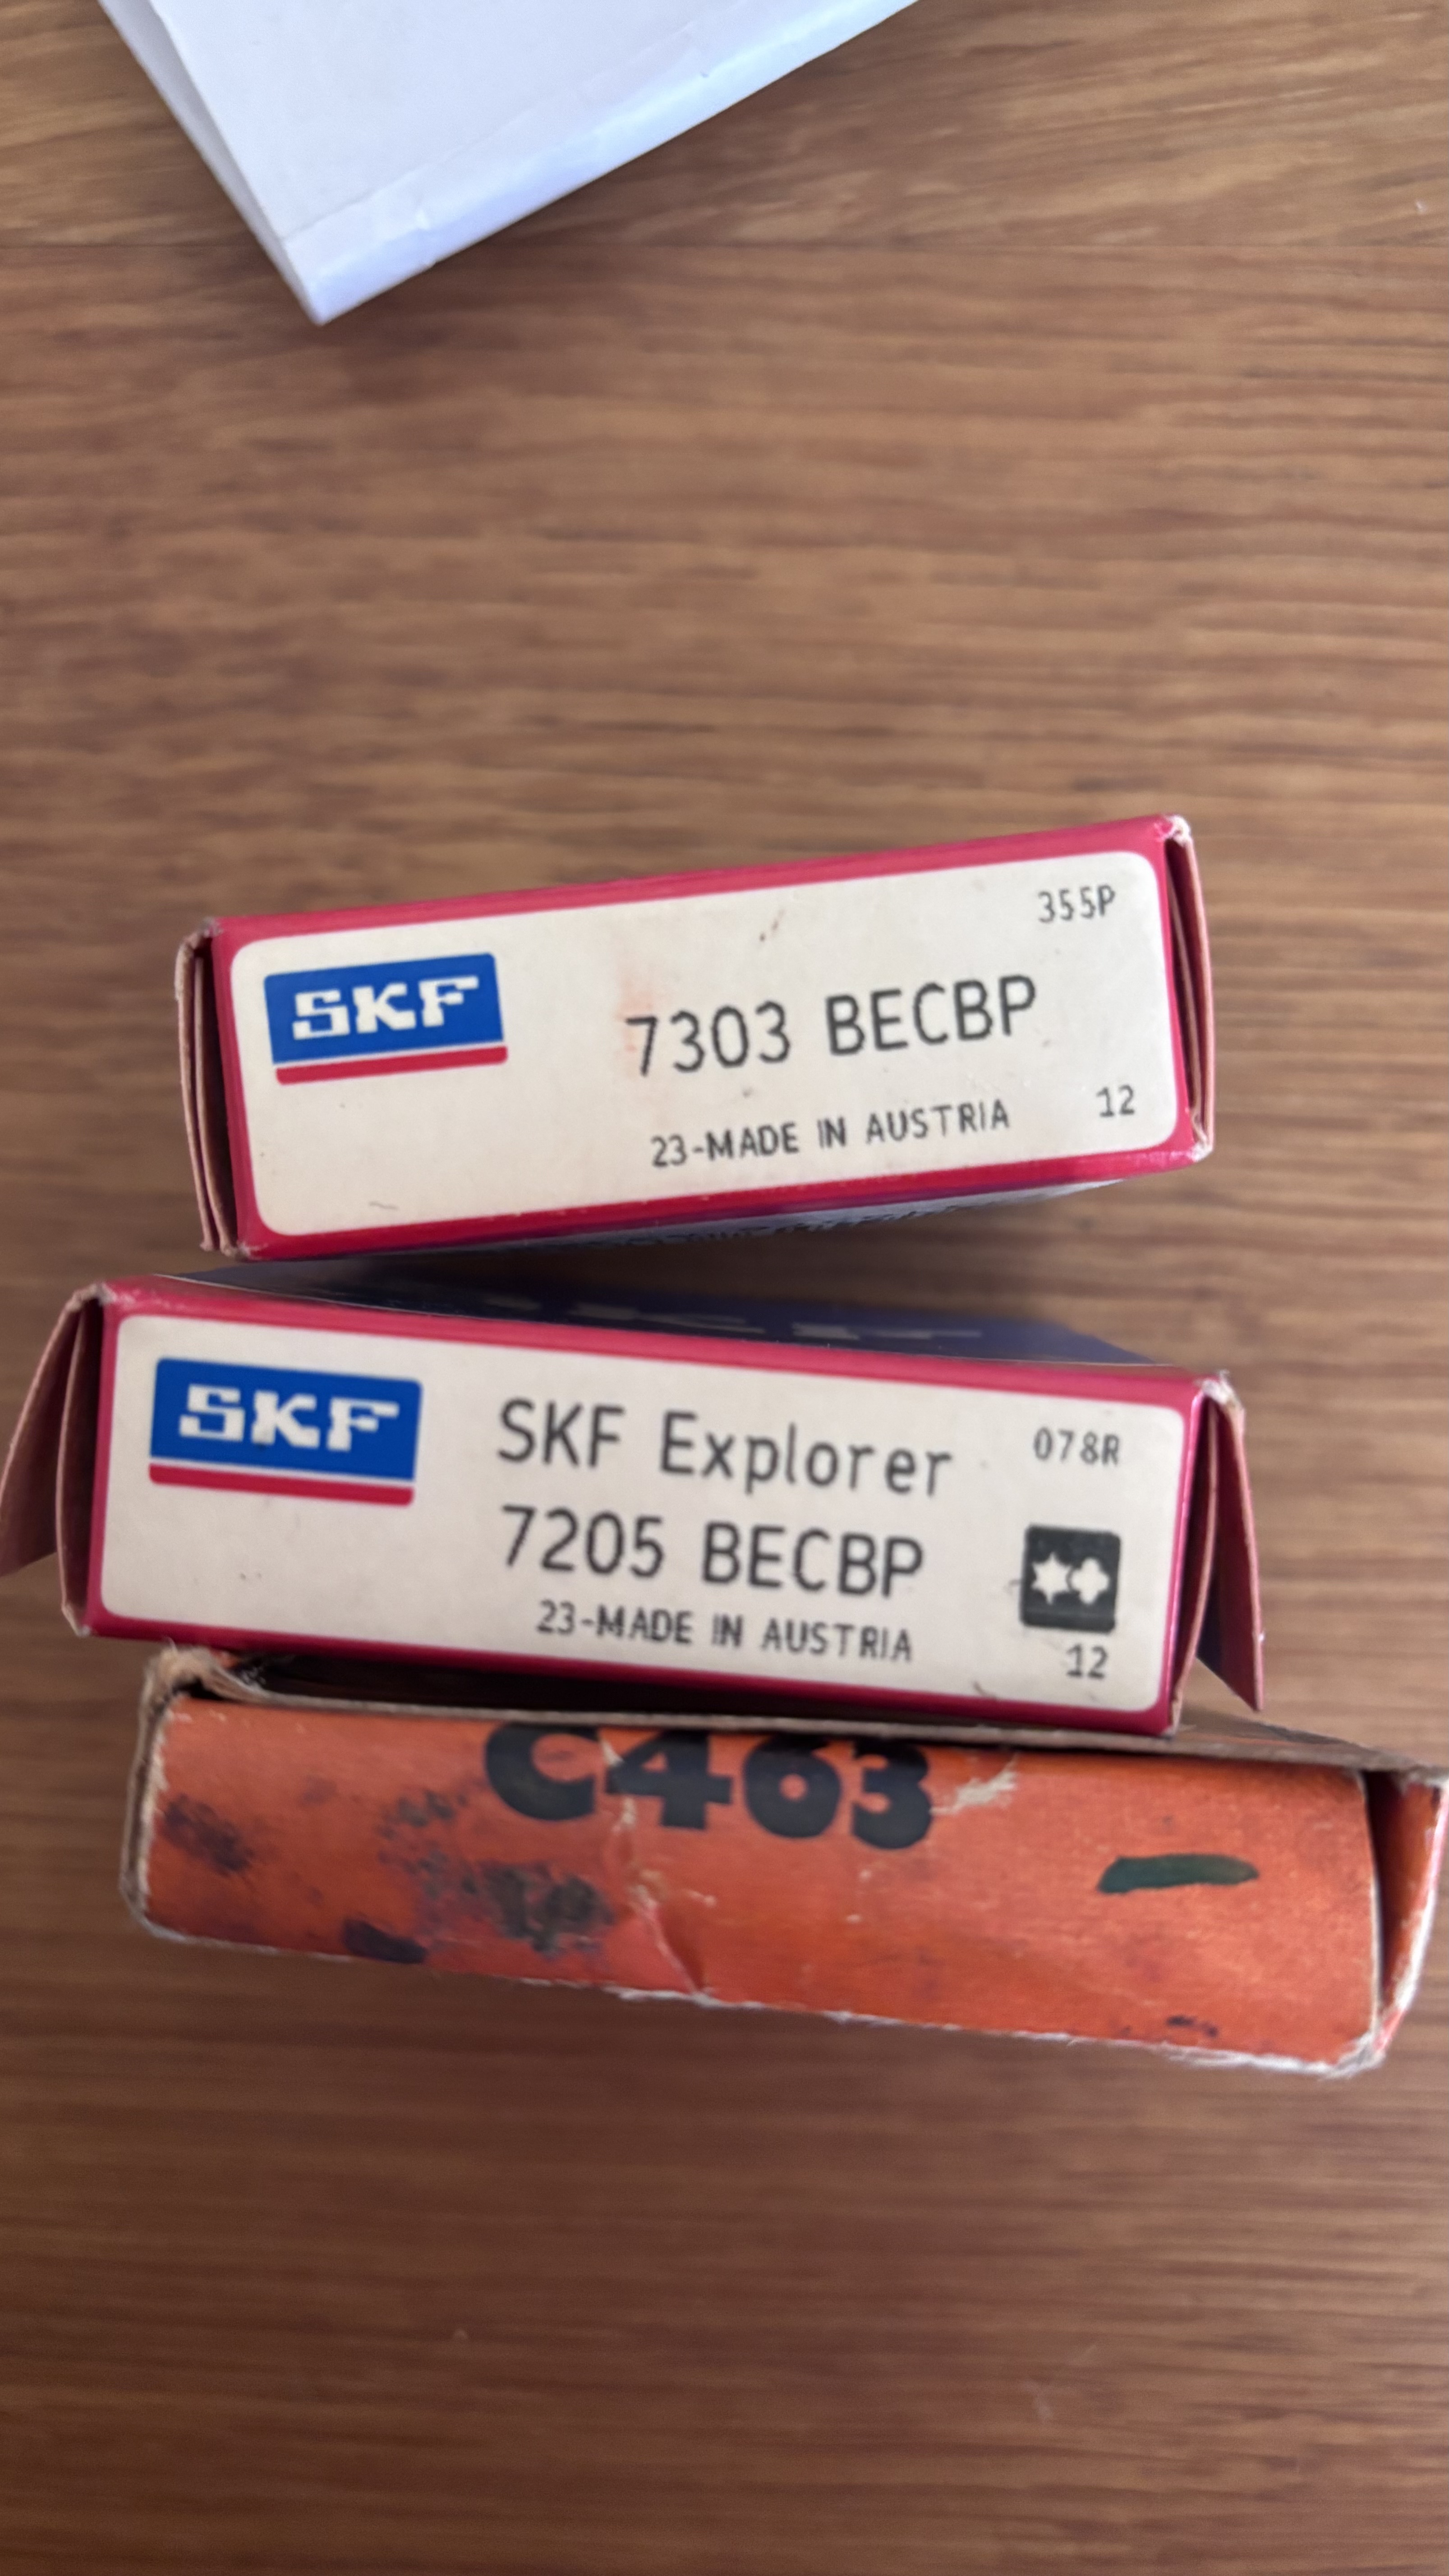 SKF
355P
7303 BECBP
23-MADE IN AUSTRIA
12
SKF
SKF Explorer
078R
7205 BECBP
23-MADE IN AUSTRIA
12
C463